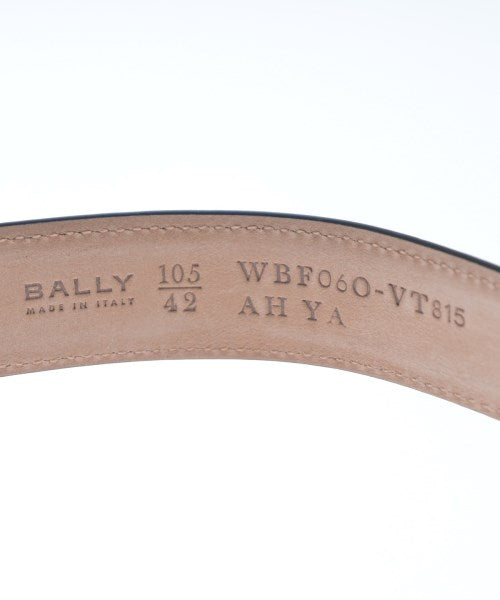 BALLY
MADE IN ITALY
105
42
WBF060-VT815
AH YA